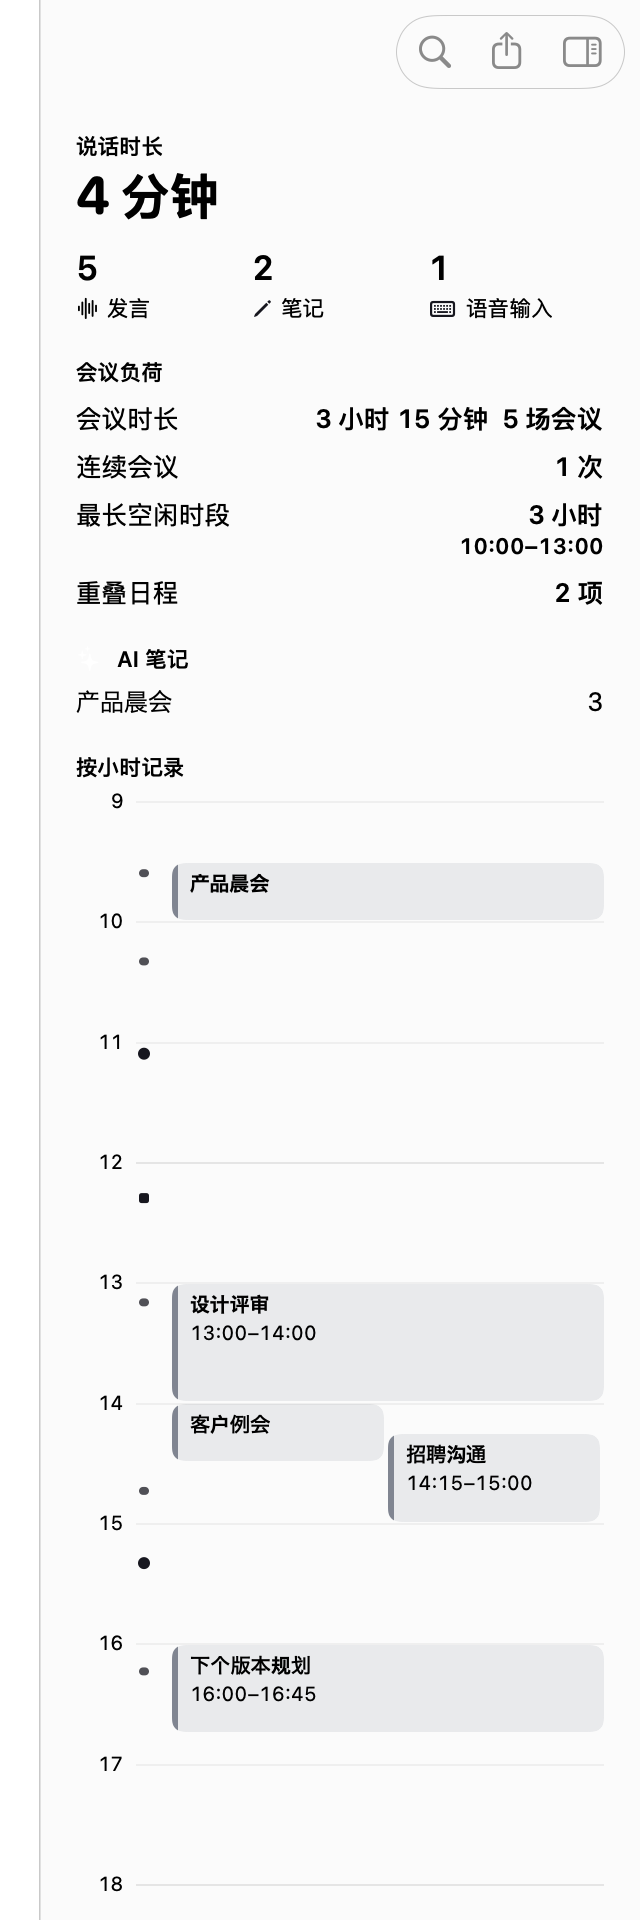 说话时长
4 分钟
5 2 1
发言 笔记 语音输入
会议负荷
会议时长 3 小时 15 分钟 5 场会议
连续会议 1 次
最长空闲时段 3 小时
10:00–13:00
重叠日程 2 项
AI 笔记
产品晨会 3
按小时记录
9
产品晨会
10
11
12
13
设计评审
13:00–14:00
14
客户例会
招聘沟通
14:15–15:00
15
16
下个版本规划
16:00–16:45
17
18